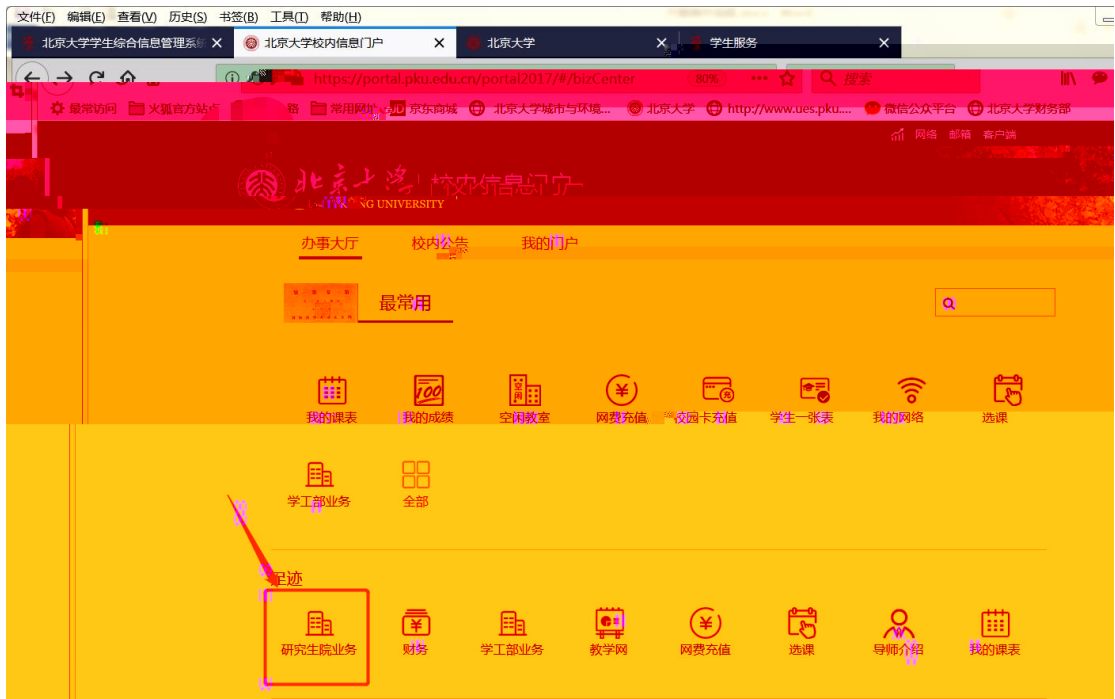 文件(F) 编辑(E) 查看(V) 历史(S) 书签(B) 工具(T) 帮助(H)
北京大学学生综合信息管理系统 北京大学校内信息门户 北京大学 学生服务
https://portal.pku.edu.cn/portal2017/#/bizCenter 80% ··· 搜索
最常访问 火狐官方站点 常用网址 JD 京东商城 北京大学城市与环境... 北京大学 http://www.ues.pku.... 微信公众平台 北京大学财务部
网络 邮箱 客户端
北京大学 校内信息门户
UNIVERSITY
办事大厅 校内公告 我的门户
最常用
我的课表 我的成绩 空闲教室 网费充值 校园卡充值 学生一张表 我的网络 选课
学工部业务 全部
足迹
研究生院业务 财务 学工部业务 教学网 网费充值 选课 导师介绍 我的课表